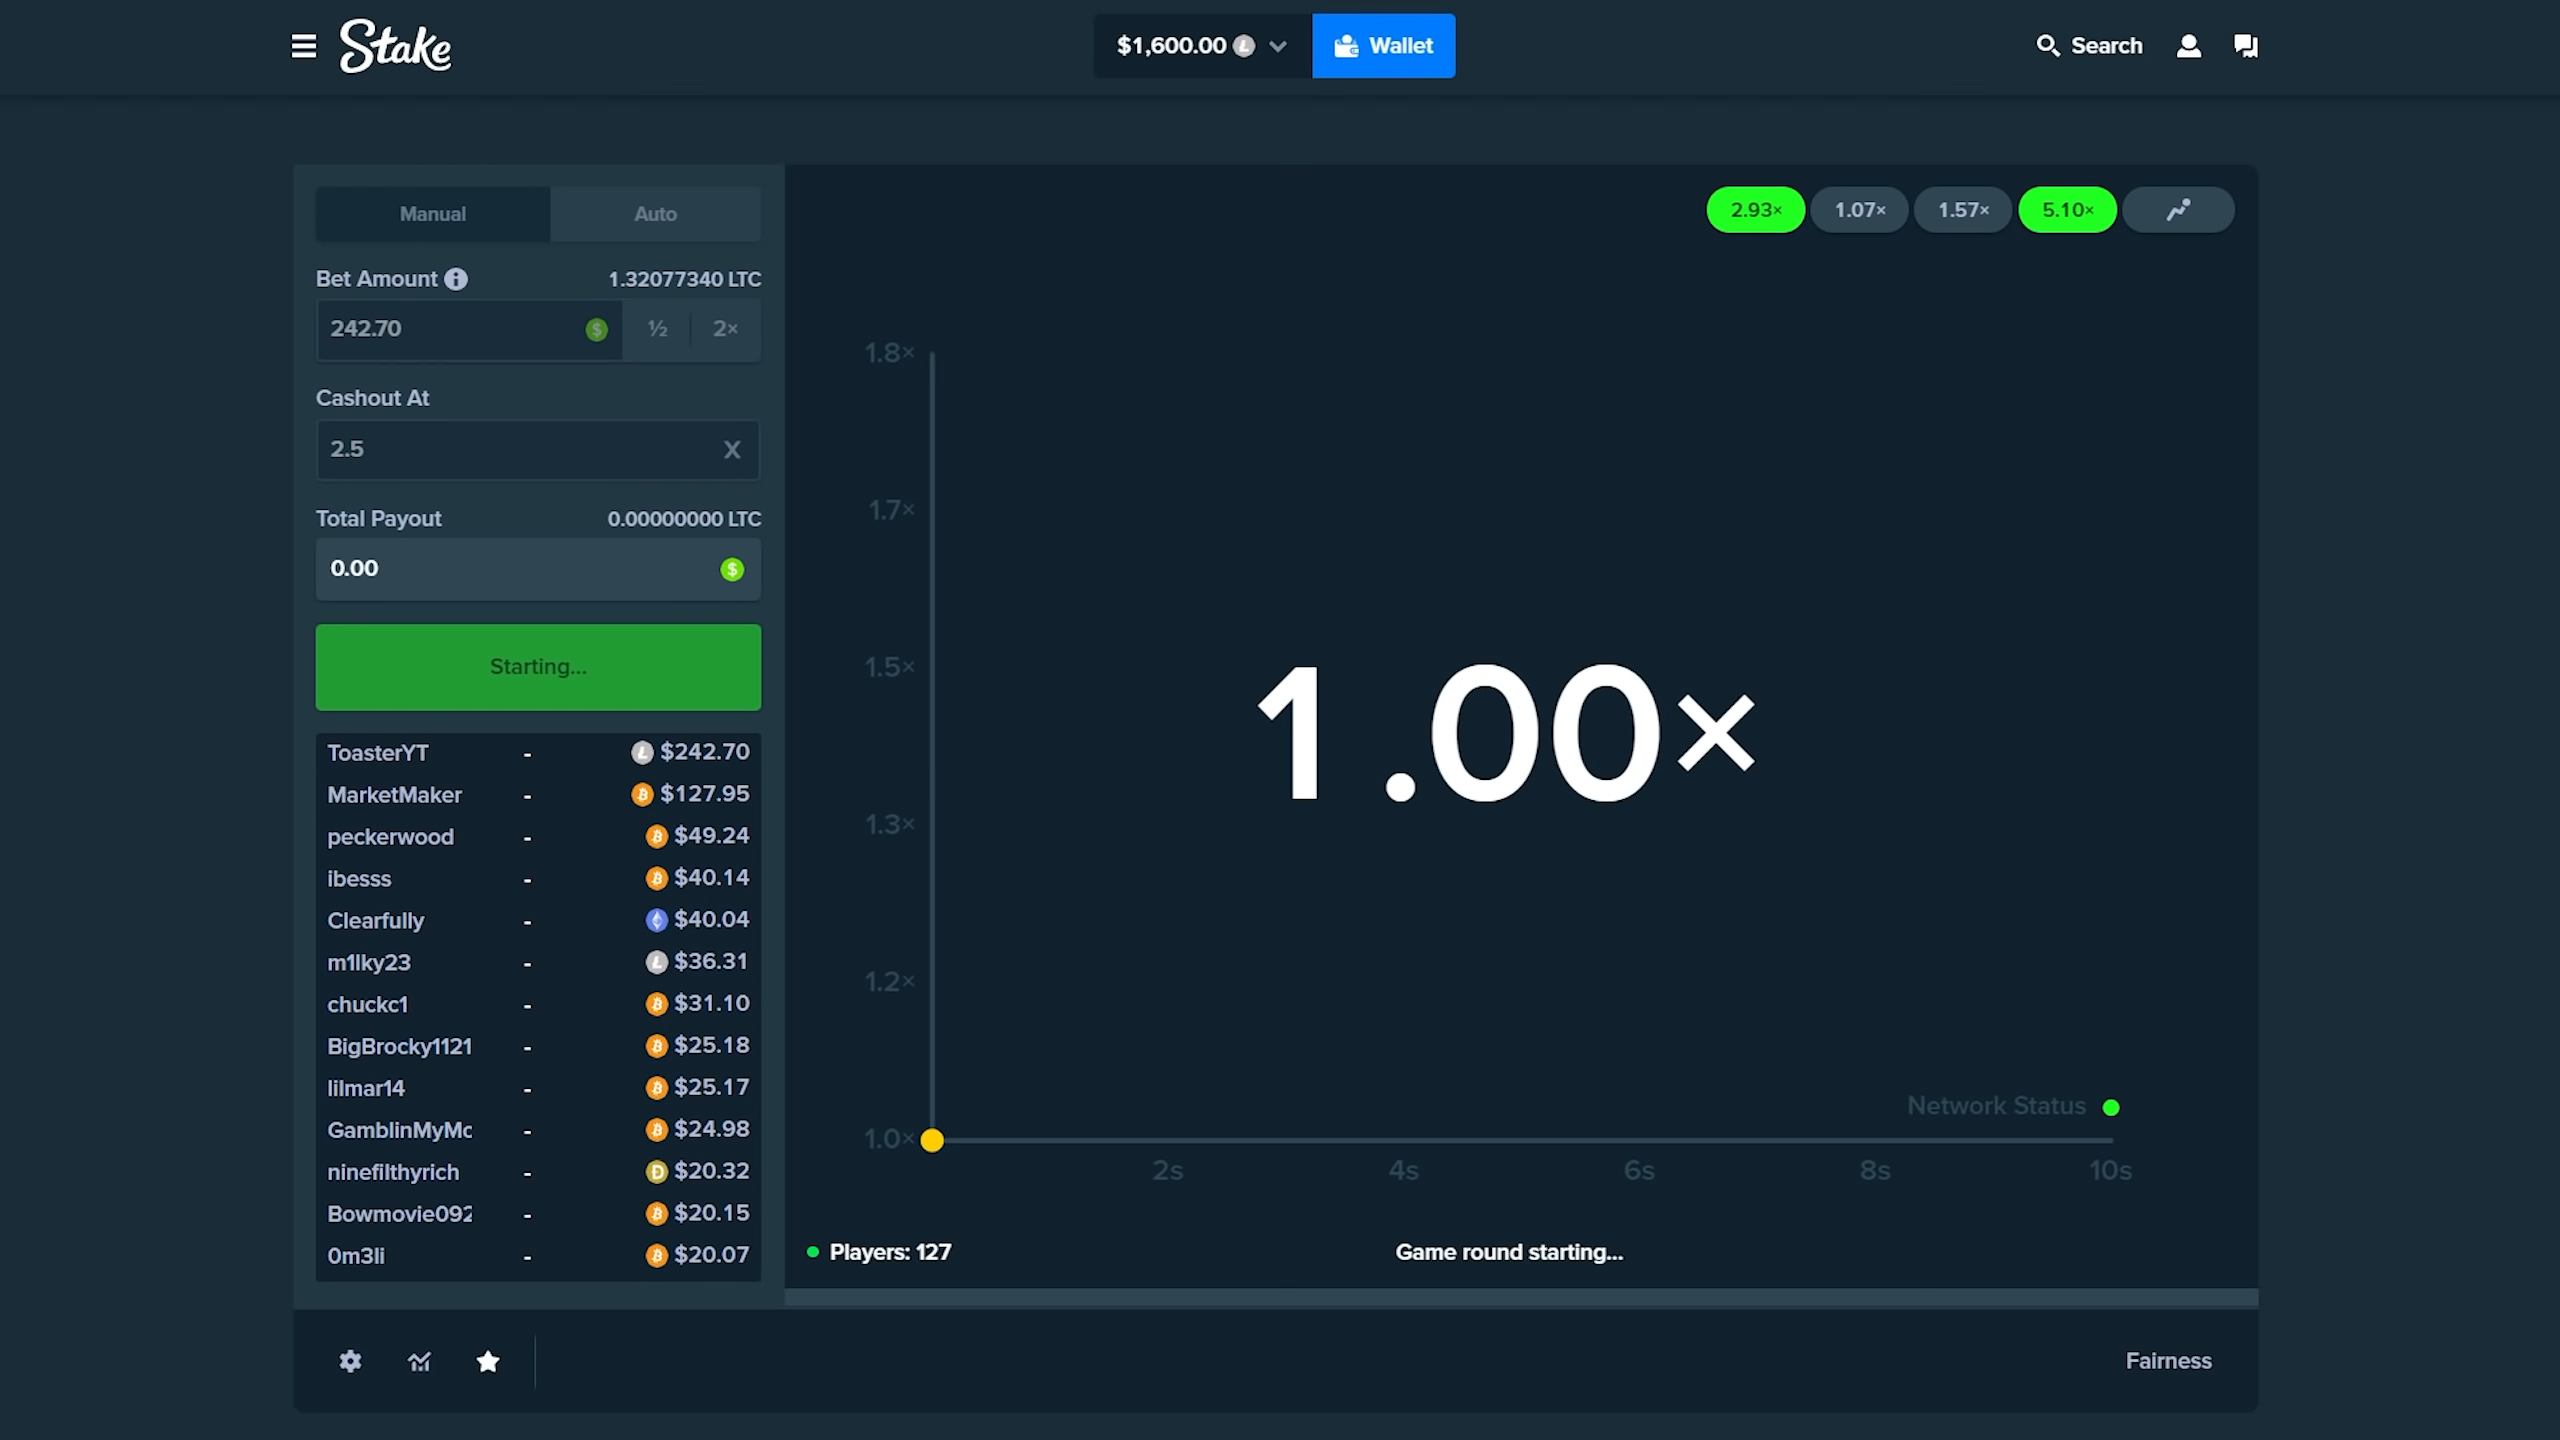 Stake
$1,600.00
Wallet
Search
Manual
Auto
Bet Amount
1.32077340 LTC
242.70
½
2×
Cashout At
2.5
X
Total Payout
0.00000000 LTC
0.00
Starting...
ToasterYT - $242.70
MarketMaker - $127.95
peckerwood - $49.24
ibesss - $40.14
Clearfully - $40.04
m1lky23 - $36.31
chuckc1 - $31.10
BigBrocky1121 - $25.18
lilmar14 - $25.17
GamblinMyMc - $24.98
ninefilthyrich - $20.32
Bowmovie092 - $20.15
0m3li - $20.07
2.93×
1.07×
1.57×
5.10×
1.8×
1.7×
1.5×
1.3×
1.2×
1.0×
1.00×
Network Status
2s
4s
6s
8s
10s
Players: 127
Game round starting...
Fairness